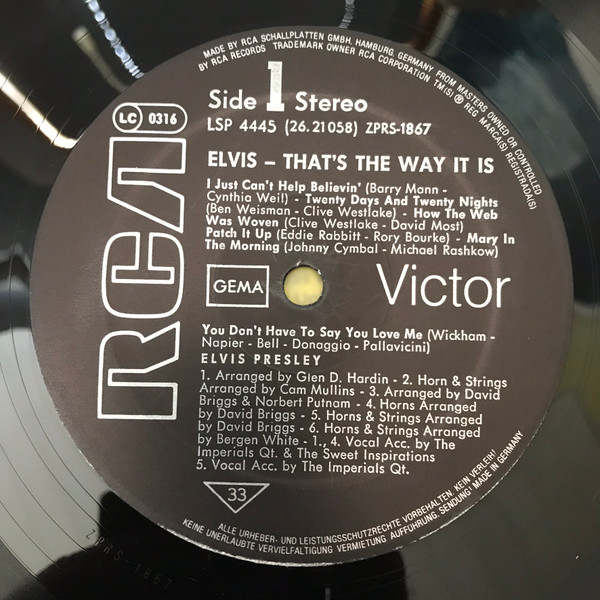 MADE BY RCA SCHALLPLATTEN GMBH, HAMBURG, GERMANY FROM MASTERS OWNED OR CONTROLLED
BY RCA RECORDS TRADEMARK OWNER RCA CORPORATION TM(S) ® REG MARCA(S) REGISTRADA(S)
Side 1 Stereo
LC 0316
LSP 4445 (26.21058) ZPRS-1867
RCA
ELVIS – THAT'S THE WAY IT IS
I Just Can't Help Believin' (Barry Mann -
Cynthia Weil) - Twenty Days And Twenty Nights
(Ben Weisman - Clive Westlake) - How The Web
Was Woven (Clive Westlake - David Most)
Patch It Up (Eddie Rabbitt - Rory Bourke) - Mary In
The Morning (Johnny Cymbal - Michael Rashkow)
GEMA
Victor
You Don't Have To Say You Love Me (Wickham -
Napier - Bell - Donaggio - Pallavicini)
ELVIS PRESLEY
1. Arranged by Glen D. Hardin - 2. Horn & Strings
Arranged by Cam Mullins - 3. Arranged by David
Briggs & Norbert Putnam - 4. Horns Arranged
by David Briggs - 5. Horns & Strings Arranged
by David Briggs - 6. Horns & Strings Arranged
by Bergen White - 1., 4. Vocal Acc. by The
Imperials Qt. & The Sweet Inspirations
5. Vocal Acc. by The Imperials Qt.
33
ALLE URHEBER- UND LEISTUNGSSCHUTZRECHTE VORBEHALTEN. KEIN VERLEIH!
KEINE UNERLAUBTE VERVIELFÄLTIGUNG VERMIETUNG AUFFÜHRUNG, SENDUNG! MADE IN GERMANY
ZPRS-1867